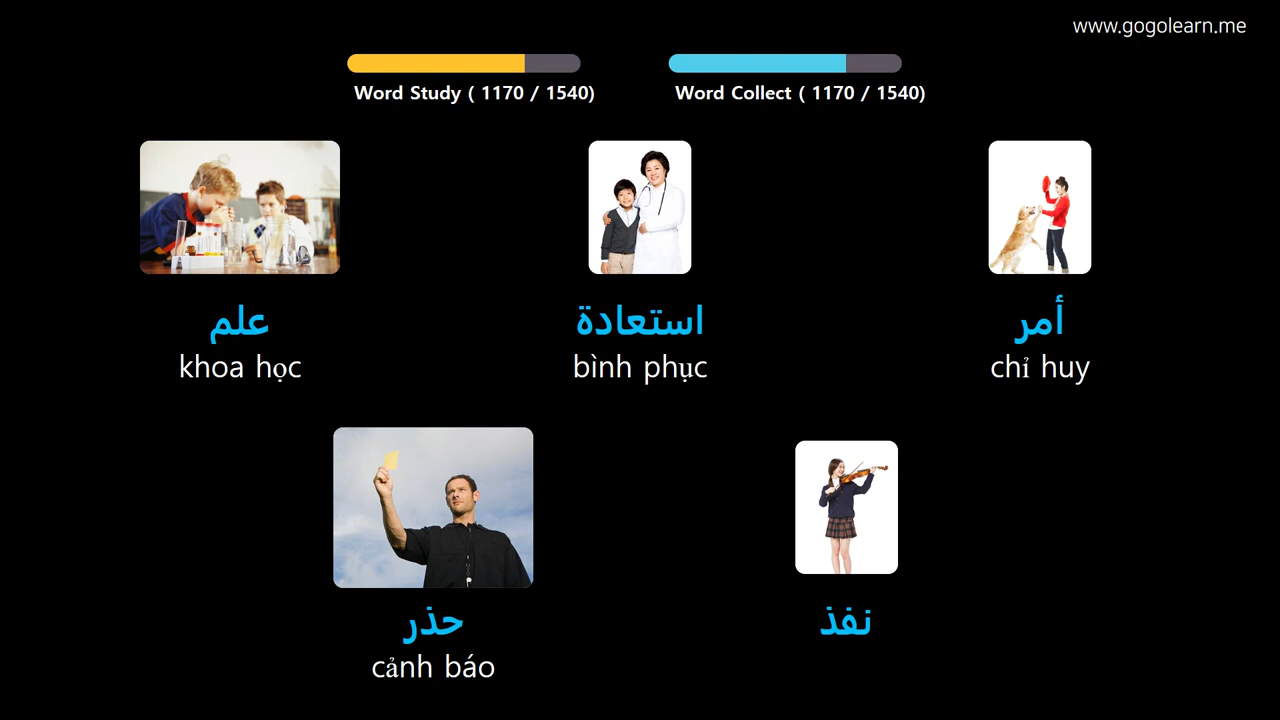 www.gogolearn.me
Word Study ( 1170 / 1540)
Word Collect ( 1170 / 1540)
علم
khoa học
استعادة
bình phục
أمر
chỉ huy
حذر
cảnh báo
نفذ